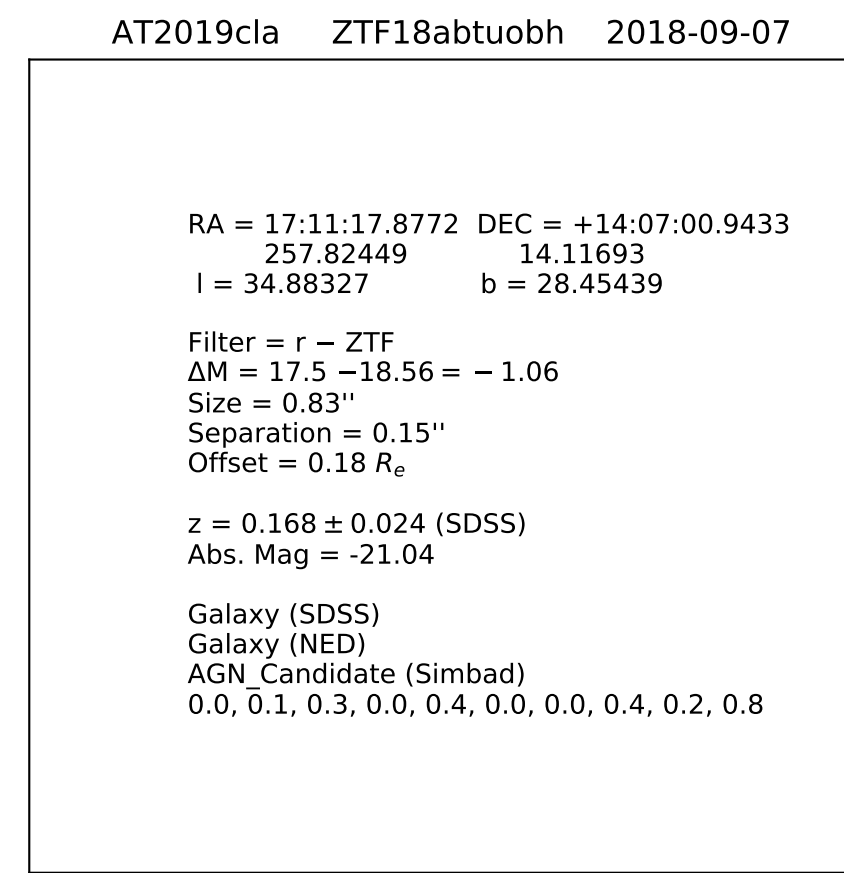 AT2019cla ZTF18abtuobh 2018-09-07
RA = 17:11:17.8772 DEC = +14:07:00.9433
257.82449 14.11693
l = 34.88327 b = 28.45439
Filter = r − ZTF
ΔM = 17.5 −18.56 = − 1.06
Size = 0.83''
Separation = 0.15''
Offset = 0.18 Re
z = 0.168 ± 0.024 (SDSS)
Abs. Mag = -21.04
Galaxy (SDSS)
Galaxy (NED)
AGN_Candidate (Simbad)
0.0, 0.1, 0.3, 0.0, 0.4, 0.0, 0.0, 0.4, 0.2, 0.8